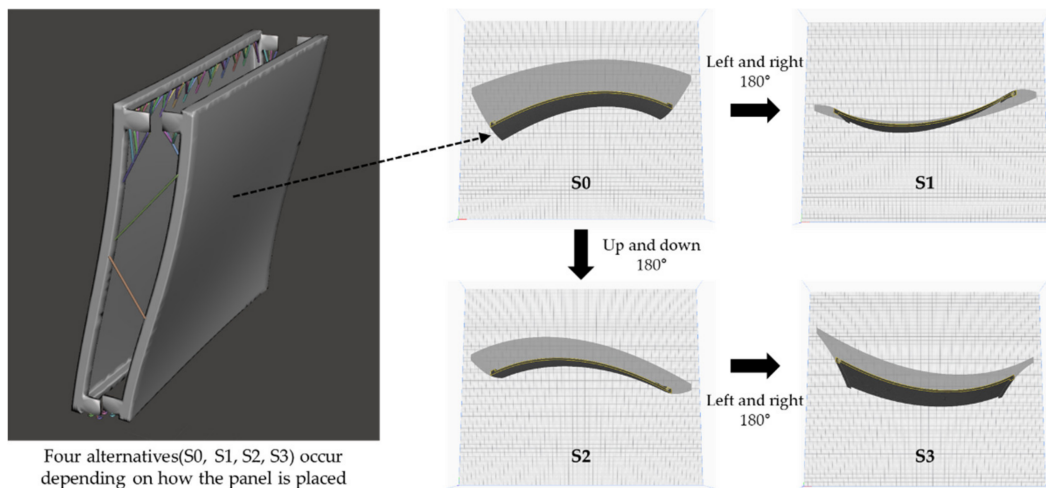 Left and right
180°
S0
S1
Up and down
180°
Left and right
180°
S2
S3
Four alternatives(S0, S1, S2, S3) occur
depending on how the panel is placed